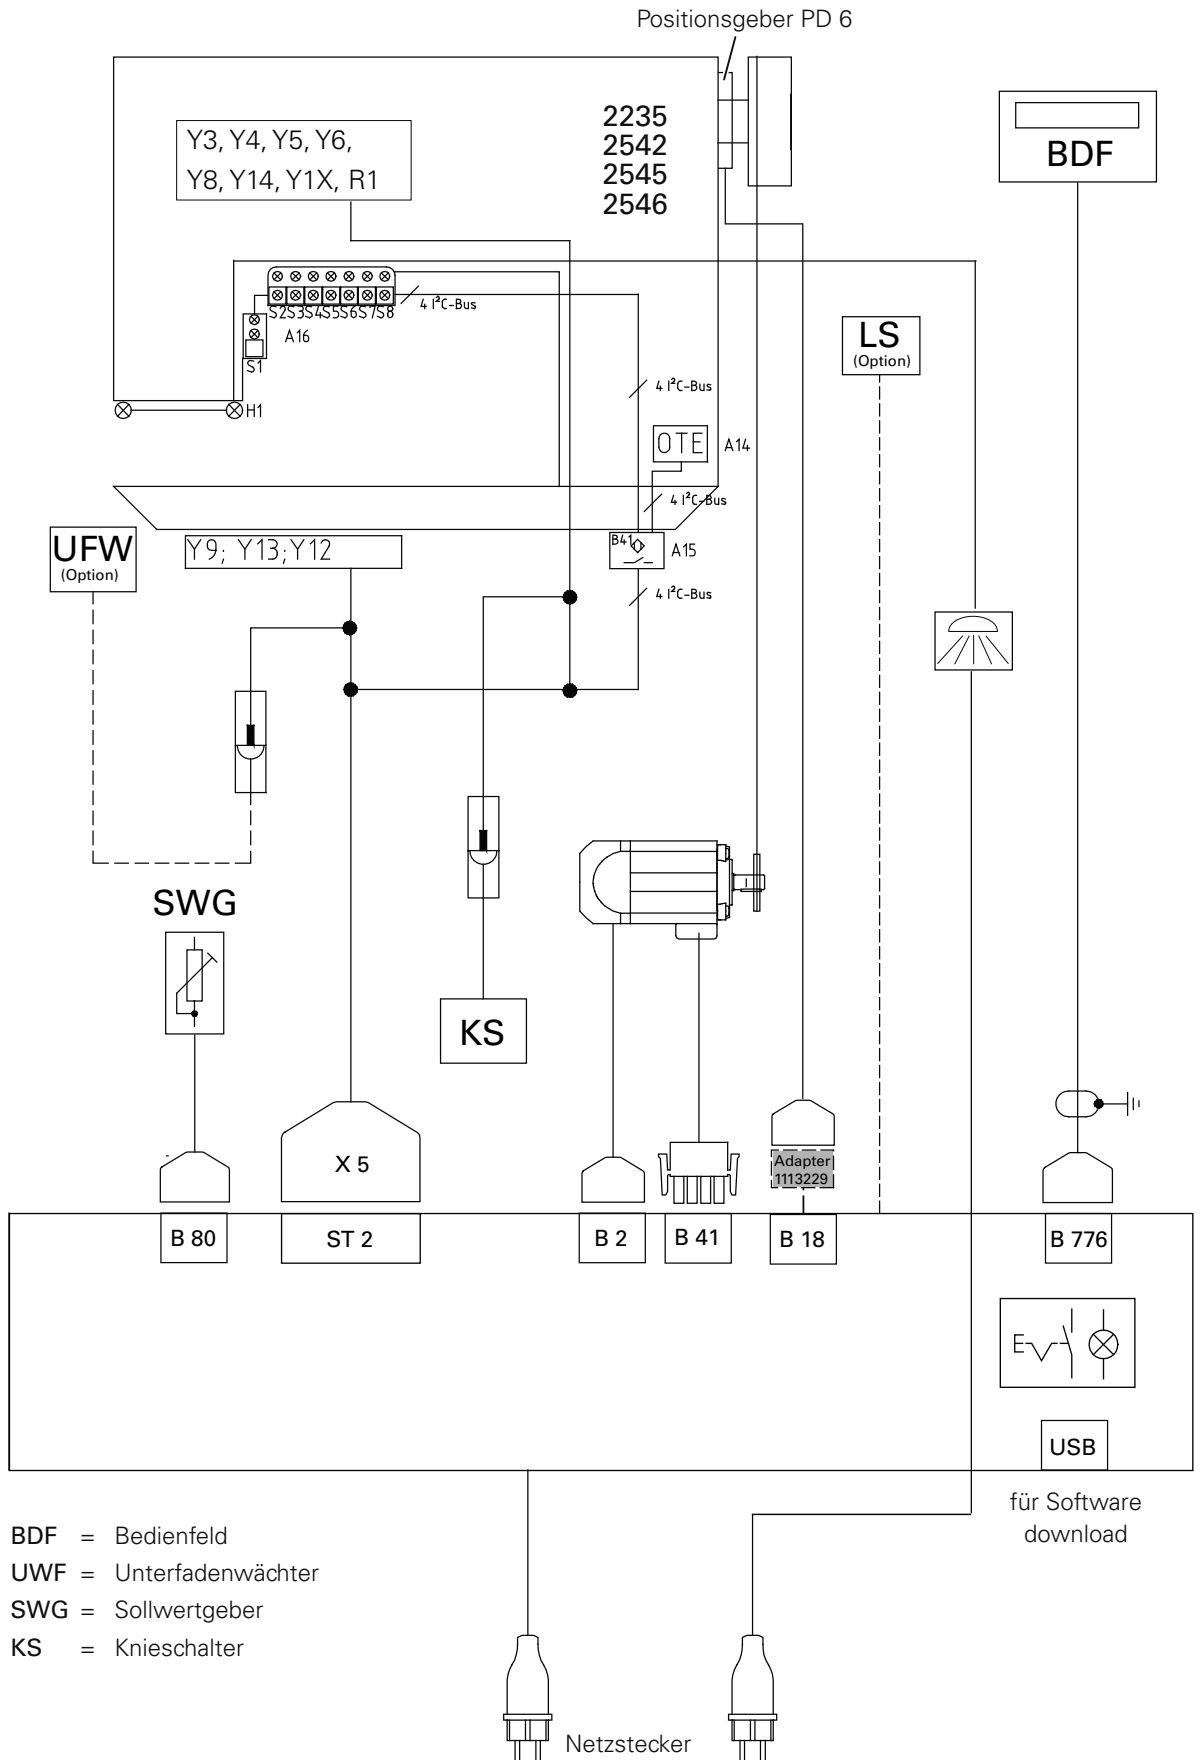 Positionsgeber PD 6
Y3, Y4, Y5, Y6,
Y8, Y14, Y1X, R1
2235
2542
2545
2546
BDF
S2S3S4S5S6S7S8
4 I²C-Bus
A16
S1
H1
LS
(Option)
4 I²C-Bus
OTE
A14
4 I²C-Bus
UFW
(Option)
Y9; Y13;Y12
B41
A15
4 I²C-Bus
SWG
KS
X 5
Adapter
1113229
B 80
ST 2
B 2
B 41
B 18
B 776
E
USB
für Software
download
BDF = Bedienfeld
UWF = Unterfadenwächter
SWG = Sollwertgeber
KS = Knieschalter
Netzstecker